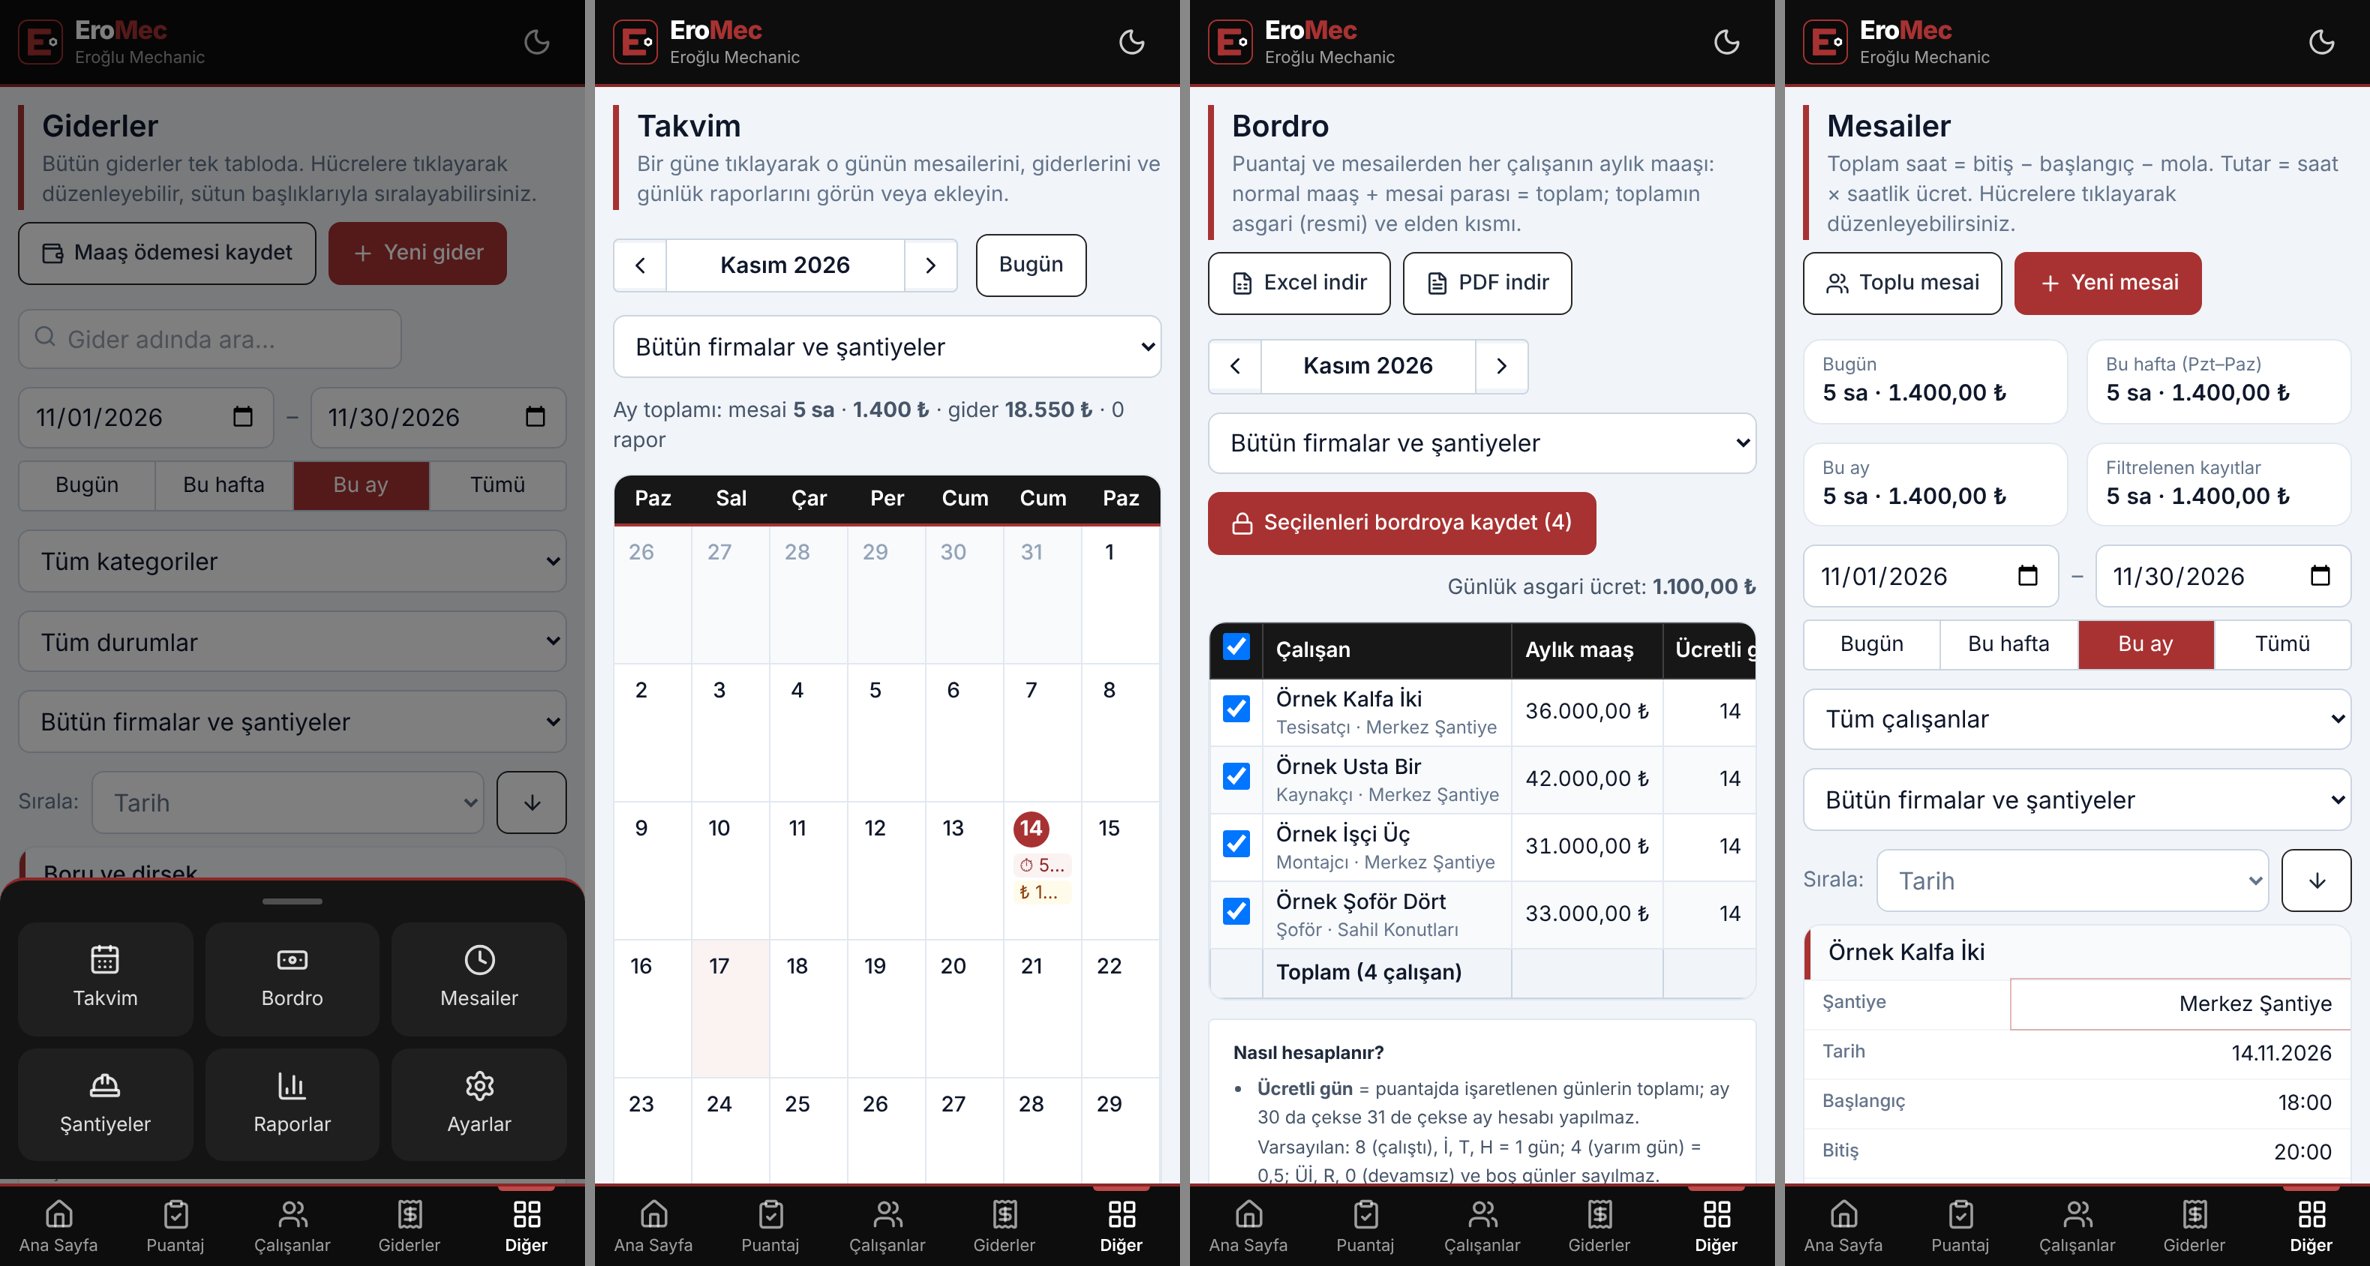 EroMec
Eroğlu Mechanic
Giderler
Bütün giderler tek tabloda. Hücrelere tıklayarak
düzenleyebilir, sütun başlıklarıyla sıralayabilirsiniz.
Maaş ödemesi kaydet
+ Yeni gider
Gider adında ara...
11/01/2026 – 11/30/2026
Bugün Bu hafta Bu ay Tümü
Tüm kategoriler
Tüm durumlar
Bütün firmalar ve şantiyeler
Sırala: Tarih
Boru ve dirsek
Takvim Bordro Mesailer
Şantiyeler Raporlar Ayarlar
Ana Sayfa Puantaj Çalışanlar Giderler Diğer
EroMec
Eroğlu Mechanic
Takvim
Bir güne tıklayarak o günün mesailerini, giderlerini ve
günlük raporlarını görün veya ekleyin.
Kasım 2026
Bugün
Bütün firmalar ve şantiyeler
Ay toplamı: mesai 5 sa · 1.400 ₺ · gider 18.550 ₺ · 0
rapor
Paz Sal Çar Per Cum Cum Paz
26 27 28 29 30 31 1
2 3 4 5 6 7 8
9 10 11 12 13 14 15
5...
₺ 1...
16 17 18 19 20 21 22
23 24 25 26 27 28 29
Ana Sayfa Puantaj Çalışanlar Giderler Diğer
EroMec
Eroğlu Mechanic
Bordro
Puantaj ve mesailerden her çalışanın aylık maaşı:
normal maaş + mesai parası = toplam; toplamın
asgari (resmi) ve elden kısmı.
Excel indir
PDF indir
Kasım 2026
Bütün firmalar ve şantiyeler
Seçilenleri bordroya kaydet (4)
Günlük asgari ücret: 1.100,00 ₺
Çalışan Aylık maaş Ücretli g
Örnek Kalfa İki 36.000,00 ₺ 14
Tesisatçı · Merkez Şantiye
Örnek Usta Bir 42.000,00 ₺ 14
Kaynakçı · Merkez Şantiye
Örnek İşçi Üç 31.000,00 ₺ 14
Montajcı · Merkez Şantiye
Örnek Şoför Dört 33.000,00 ₺ 14
Şoför · Sahil Konutları
Toplam (4 çalışan)
Nasıl hesaplanır?
• Ücretli gün = puantajda işaretlenen günlerin toplamı; ay
30 da çekse 31 de çekse ay hesabı yapılmaz.
Varsayılan: 8 (çalıştı), İ, T, H = 1 gün; 4 (yarım gün) =
0,5; Üİ, R, 0 (devamsız) ve boş günler sayılmaz.
Ana Sayfa Puantaj Çalışanlar Giderler Diğer
EroMec
Eroğlu Mechanic
Mesailer
Toplam saat = bitiş − başlangıç − mola. Tutar = saat
× saatlik ücret. Hücrelere tıklayarak
düzenleyebilirsiniz.
Toplu mesai
+ Yeni mesai
Bugün
5 sa · 1.400,00 ₺
Bu hafta (Pzt–Paz)
5 sa · 1.400,00 ₺
Bu ay
5 sa · 1.400,00 ₺
Filtrelenen kayıtlar
5 sa · 1.400,00 ₺
11/01/2026 – 11/30/2026
Bugün Bu hafta Bu ay Tümü
Tüm çalışanlar
Bütün firmalar ve şantiyeler
Sırala: Tarih
Örnek Kalfa İki
Şantiye Merkez Şantiye
Tarih 14.11.2026
Başlangıç 18:00
Bitiş 20:00
Ana Sayfa Puantaj Çalışanlar Giderler Diğer